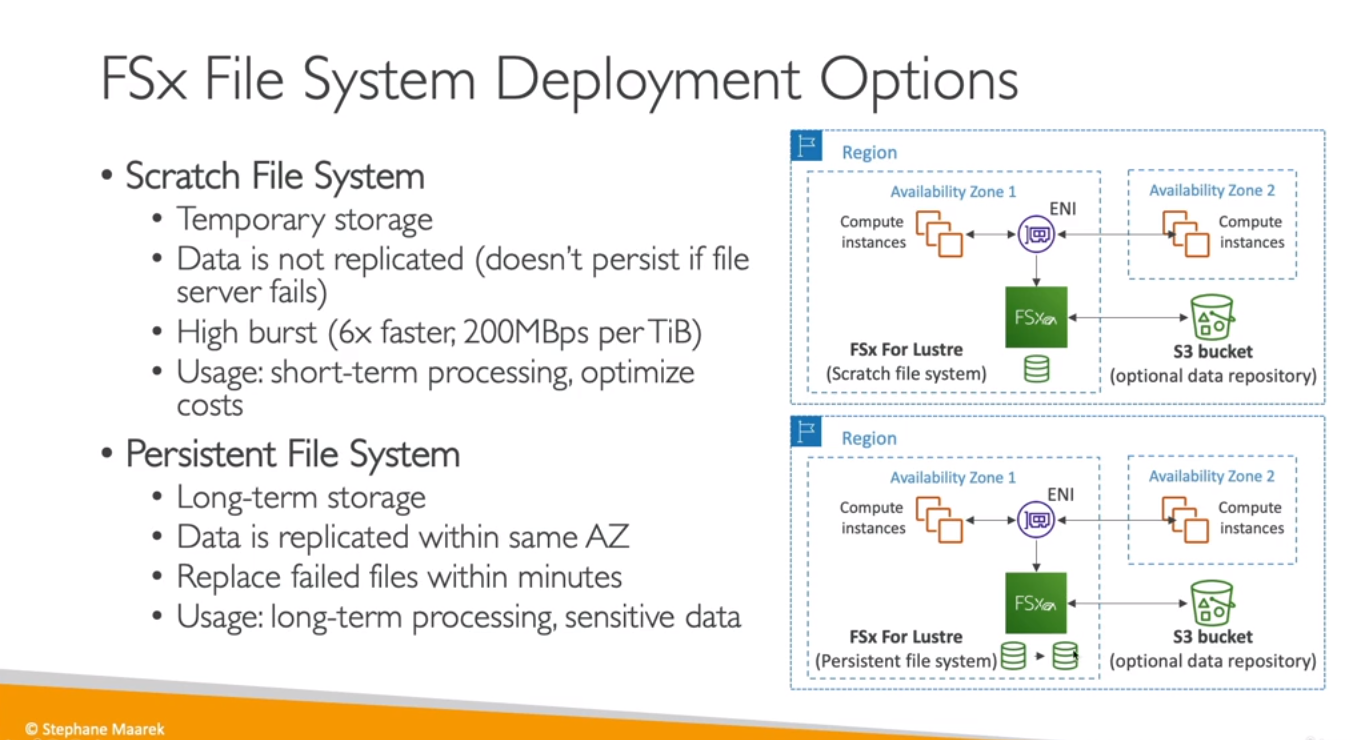 FSx File System Deployment Options
• Scratch File System
• Temporary storage
• Data is not replicated (doesn't persist if file
server fails)
• High burst (6x faster, 200MBps per TiB)
• Usage: short-term processing, optimize
costs
• Persistent File System
• Long-term storage
• Data is replicated within same AZ
• Replace failed files within minutes
• Usage: long-term processing, sensitive data
Region
Availability Zone 1
Availability Zone 2
Compute
instances
ENI
Compute
instances
FSx
FSx For Lustre
(Scratch file system)
S3 bucket
(optional data repository)
Region
Availability Zone 1
Availability Zone 2
Compute
instances
ENI
Compute
instances
FSx
FSx For Lustre
(Persistent file system)
S3 bucket
(optional data repository)
© Stephane Maarek